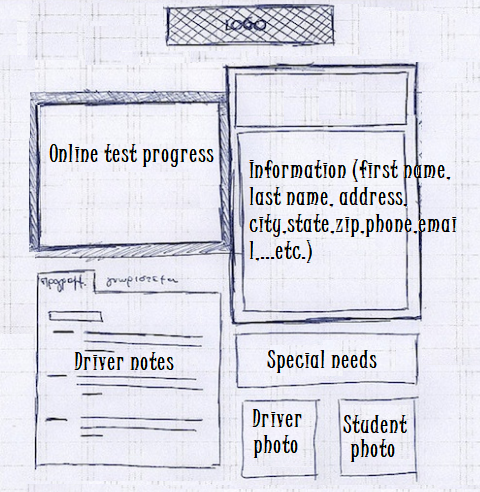 LOGO
Online test progress
Information (first name,
last name, address,
city,state,zip,phone,emai
l,...etc.)
Driver notes
Special needs
Driver
photo
Student
photo